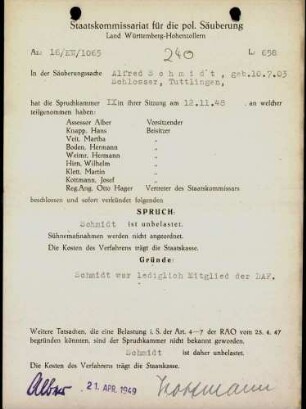 Staatskommissariat für die pol. Säuberung
Land Württemberg-Hohenzollern
Az: 16/EH/1065 240 L 658
In der Säuberungssache Alfred Schmidt, geb.10.7.03
Schlosser, Tuttlingen,
hat die Spruchkammer IX in ihrer Sitzung am 12.11.48 , an welcher
teilgenommen haben:
Assessor Alber Vorsitzender
Knapp, Hans Beisitzer
Veit, Martha "
Boden, Hermann "
Weimer, Hermann "
Hirn, Wilhelm "
Klett, Martin "
Kottmann, Josef "
Reg.Ang. Otto Hager Vertreter des Staatskommissars
beschlossen und sofort verkündet folgenden
SPRUCH:
Schmidt ist unbelastet.
Sühnemaßnahmen werden nicht angeordnet.
Die Kosten des Verfahrens trägt die Staatskasse.
Gründe:
Schmidt war lediglich Mitglied der DAF.
Weitere Tatsachen, die eine Belastung i. S. der Art. 4—7 der RAO vom 25. 4. 47
begründen könnten, sind der Spruchkammer nicht bekannt geworden.
Schmidt ist daher unbelastet.
Die Kosten des Verfahrens trägt die Staatskasse.
Alber 21. APR. 1949 Kottmann